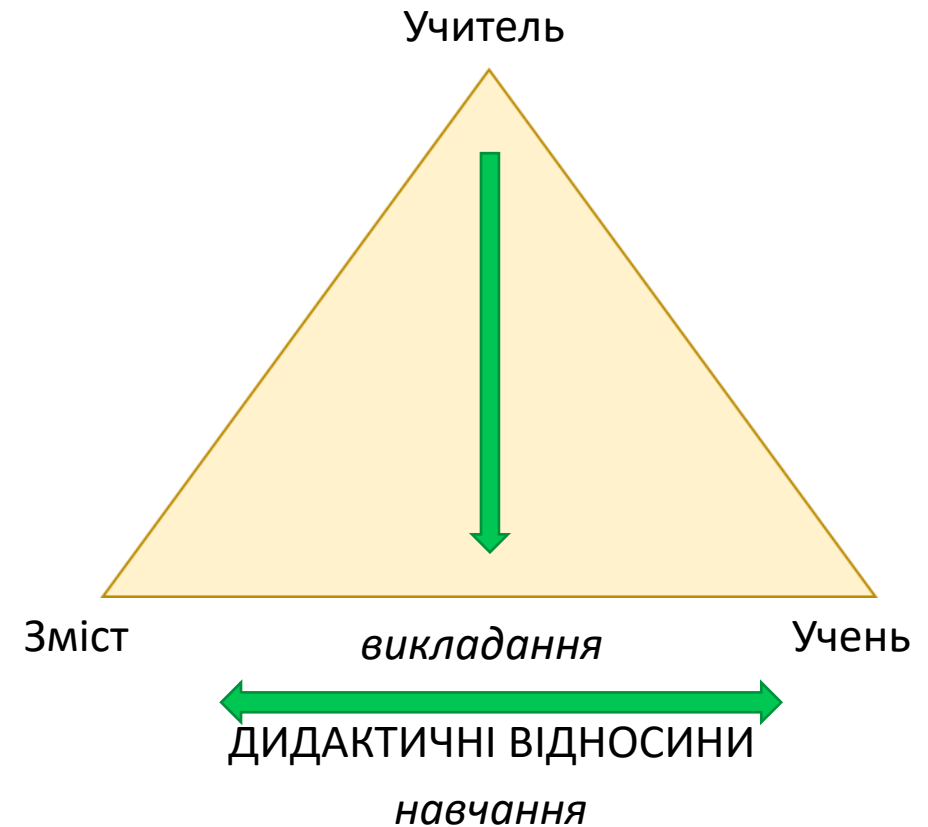 Учитель
Зміст
викладання
Учень
ДИДАКТИЧНІ ВІДНОСИНИ
навчання